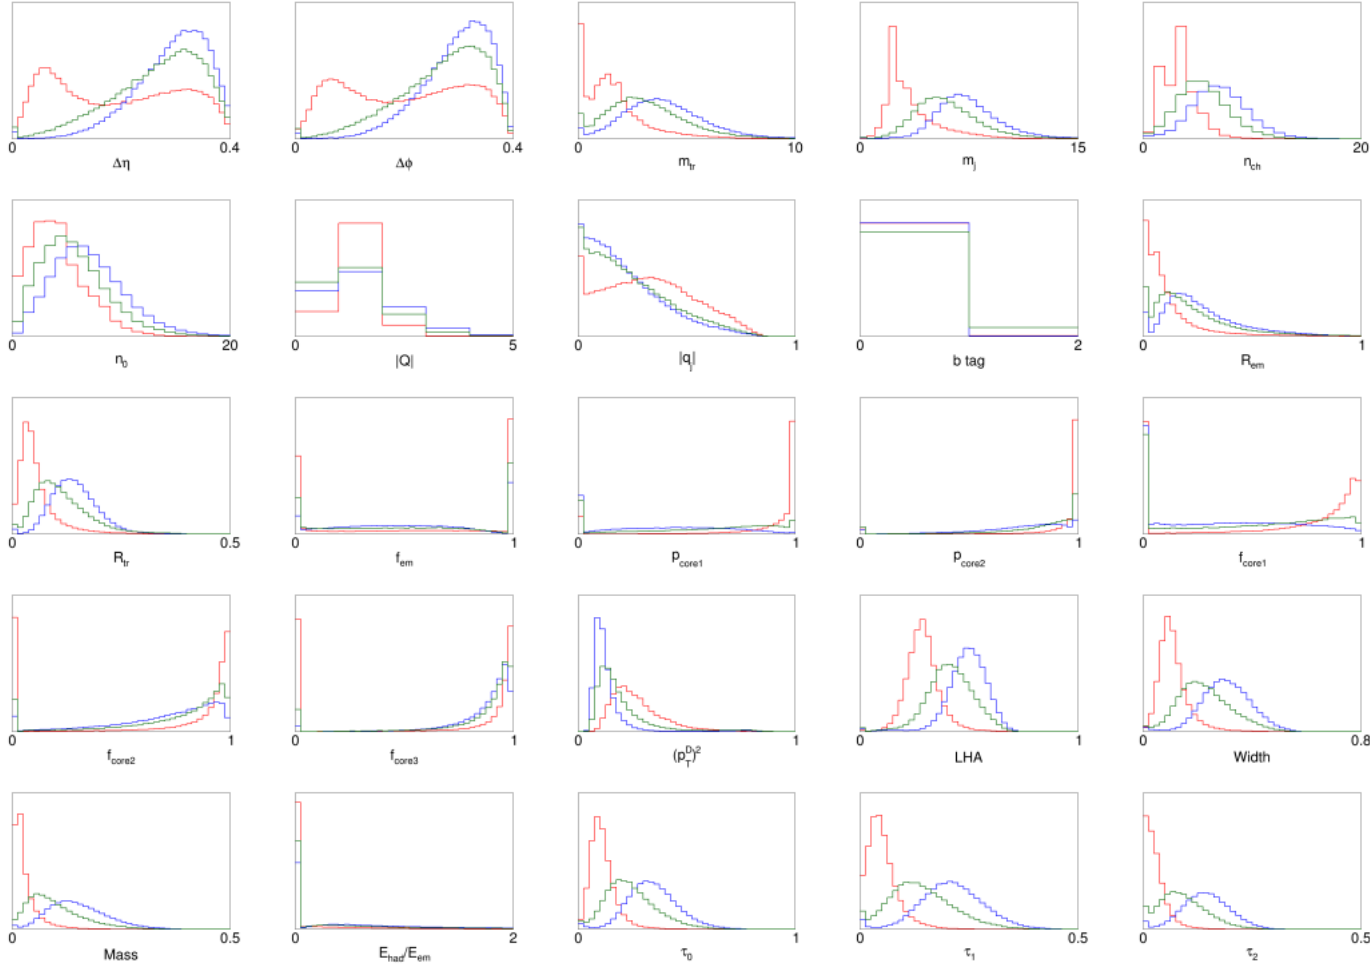 0 0.4 0 0.4 0 10 0 15 0 20
Δη Δϕ m_tr m_j n_ch
0 20 0 5 0 1 0 2 0 1
n_0 |Q| |q_j| b tag R_em
0 0.5 0 1 0 1 0 1 0 1
R_tr f_em p_core1 p_core2 f_core1
0 1 0 1 0 1 0 1 0 0.8
f_core2 f_core3 (p_T^D)^2 LHA Width
0 0.5 0 2 0 1 0 0.5 0 0.5
Mass E_had/E_em τ_0 τ_1 τ_2